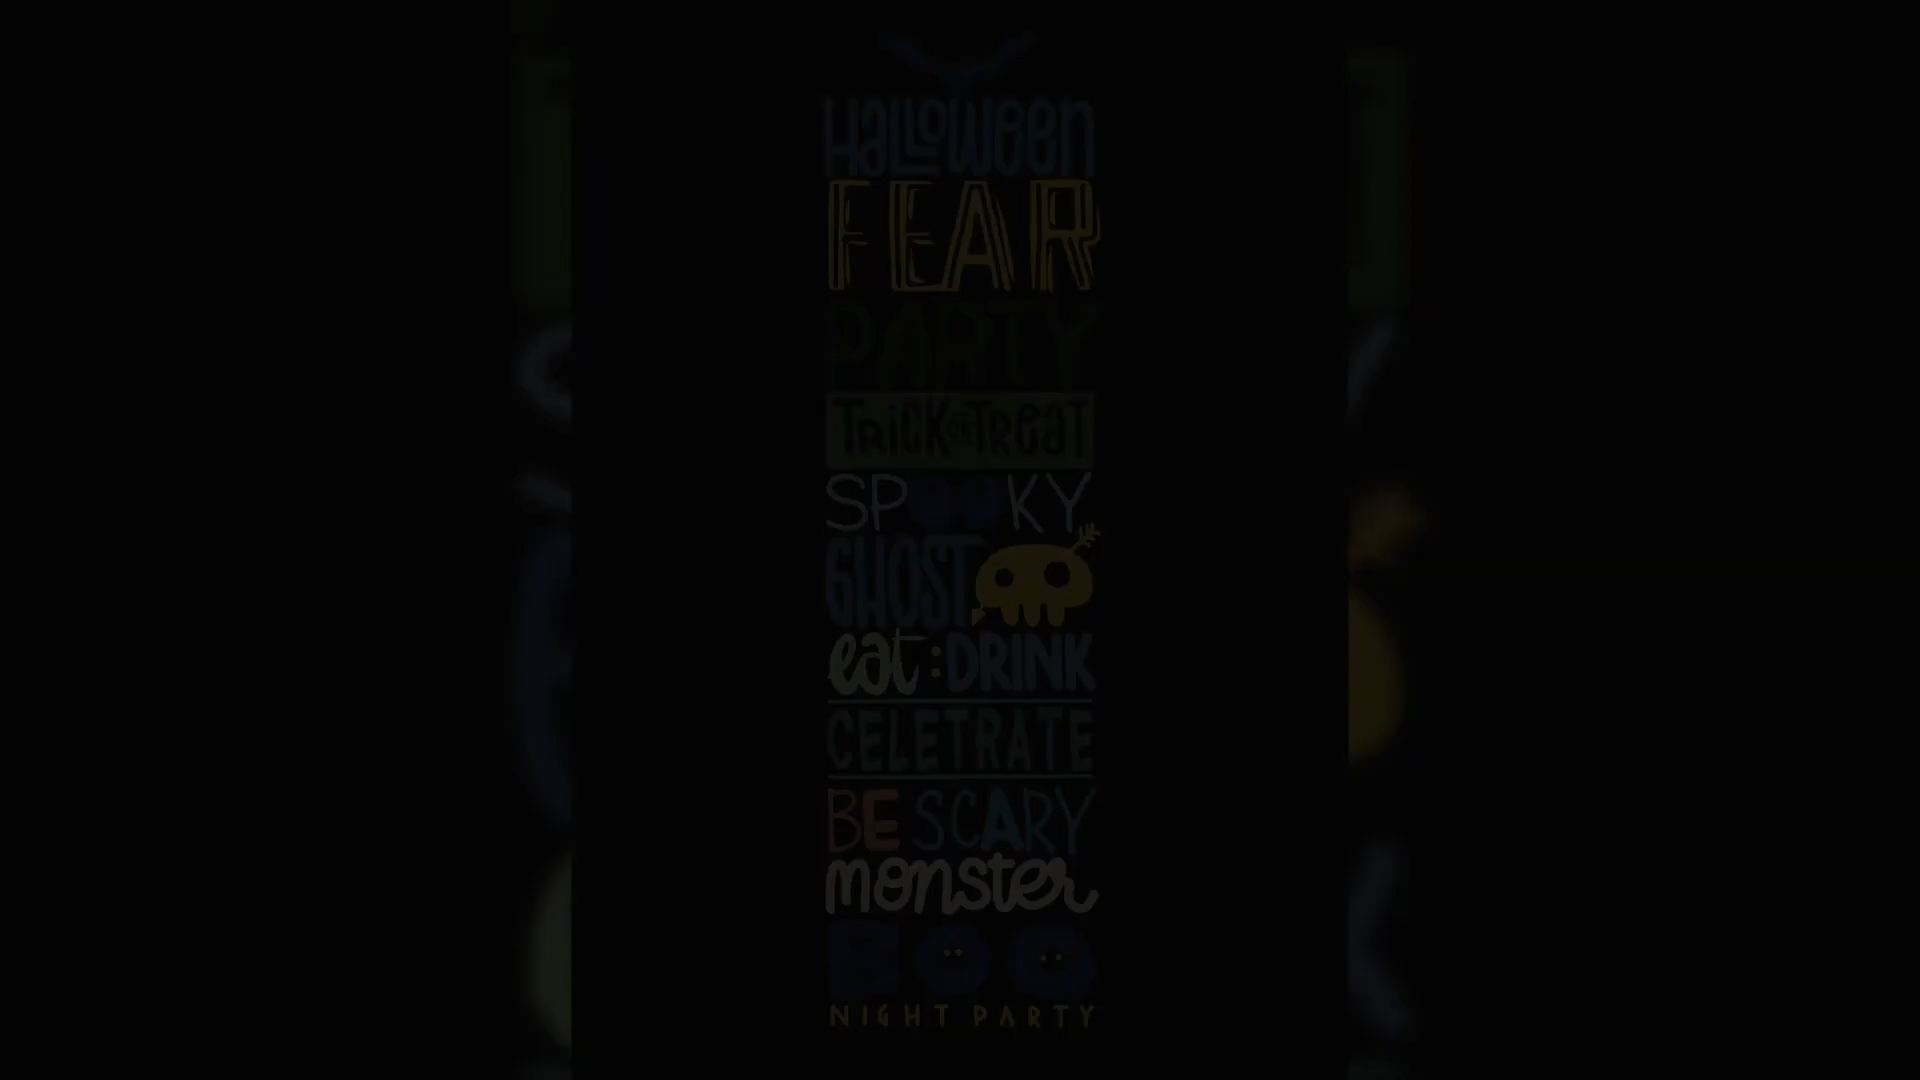 HaLLoween
FEAR
PARTY
TRiCK OR TReaT
SPOOKY
GHOST
eat : DRINK
CELETRATE
BE SCARY
monster
BOO
NIGHT PARTY